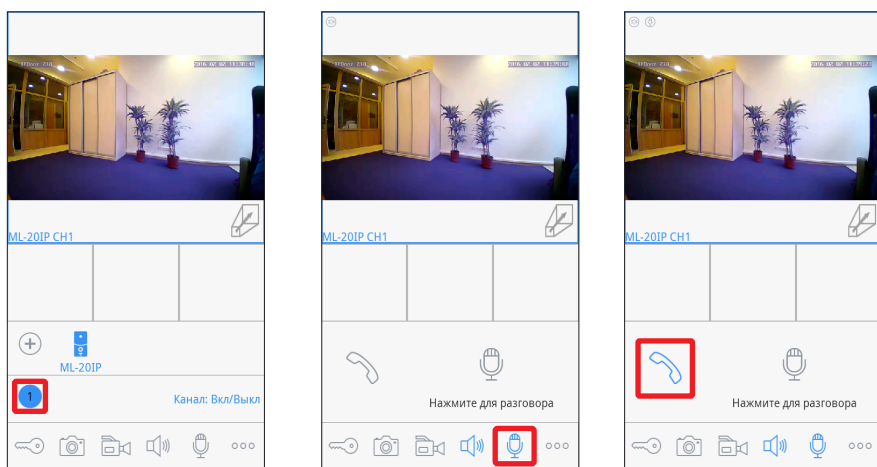 ML-20IP CH1
ML-20IP
1
Канал: Вкл/Выкл
ML-20IP CH1
Нажмите для разговора
ML-20IP CH1
Нажмите для разговора